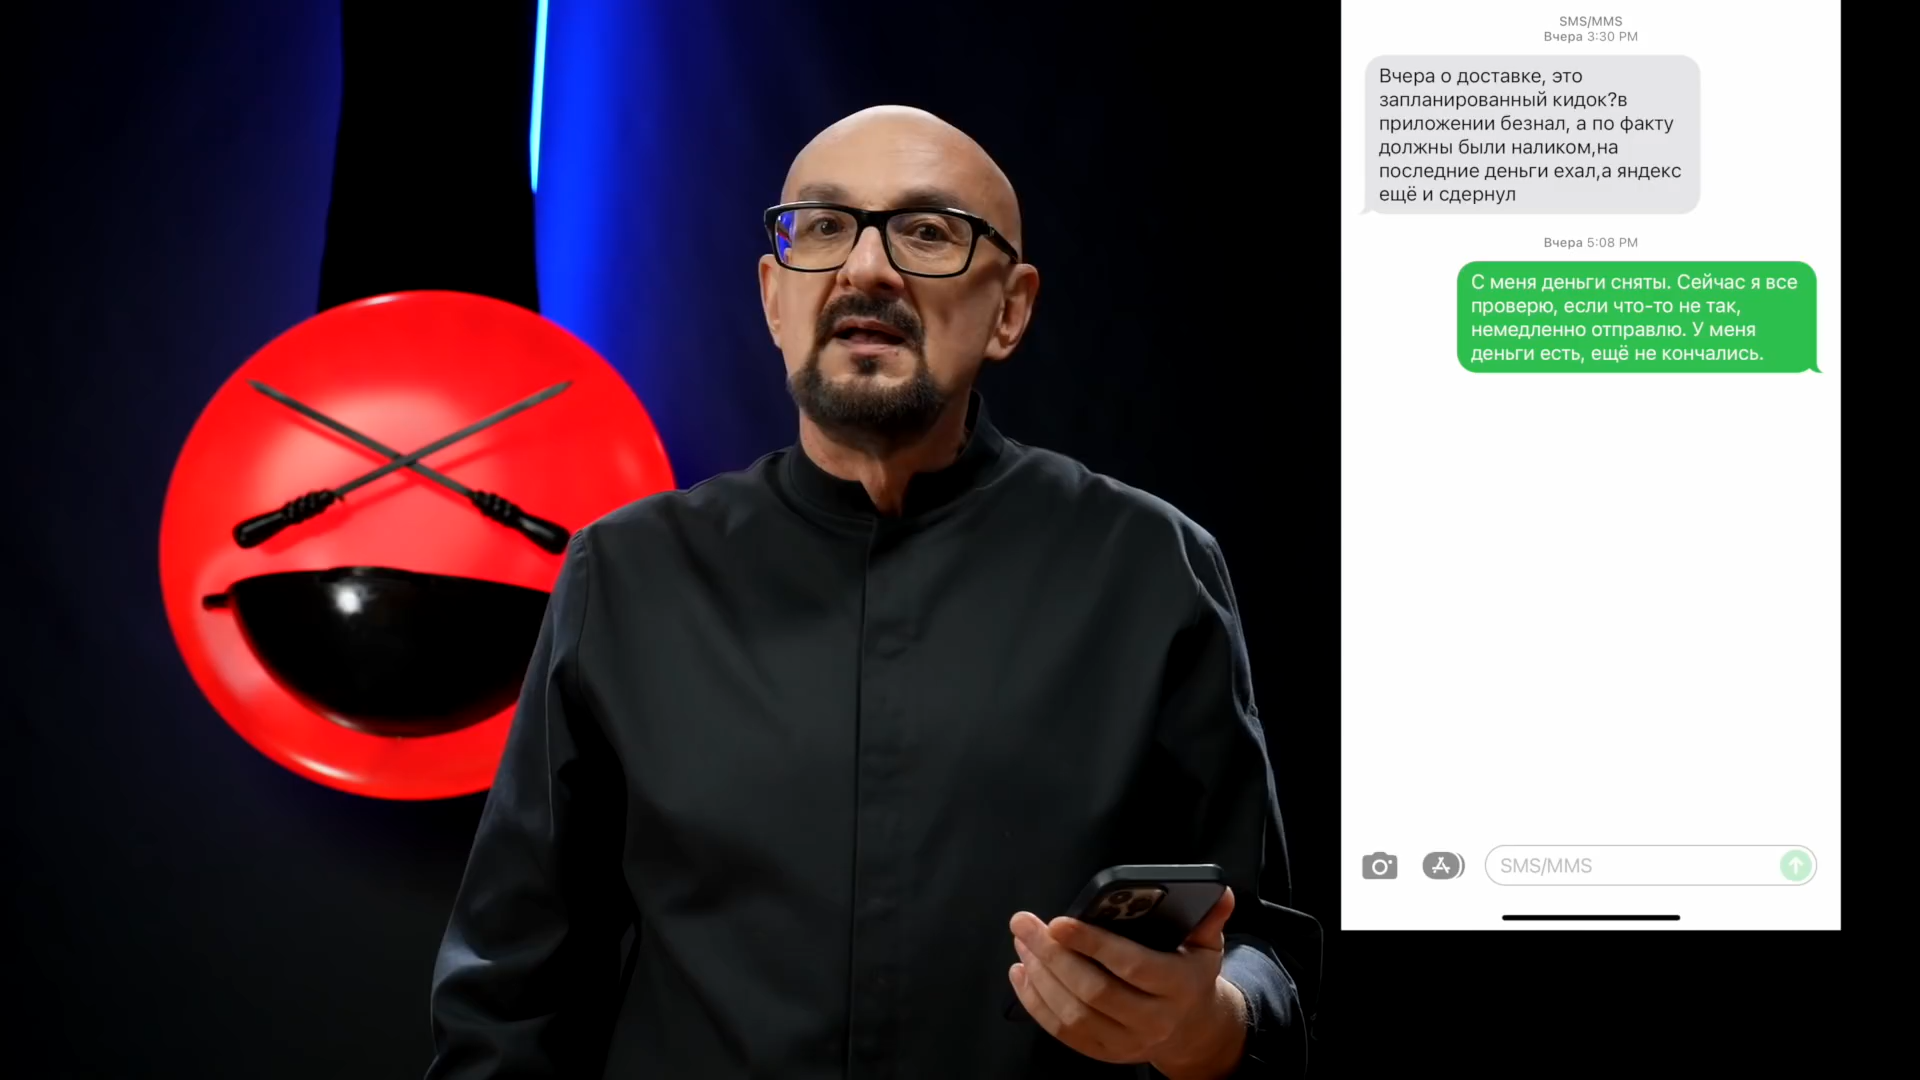 SMS/MMS
Вчера 3:30 PM
Вчера о доставке, это
запланированный кидок?в
приложении безнал, а по факту
должны были наликом,на
последние деньги ехал,а яндекс
ещё и сдернул
Вчера 5:08 PM
С меня деньги сняты. Сейчас я все
проверю, если что-то не так,
немедленно отправлю. У меня
деньги есть, ещё не кончались.
SMS/MMS